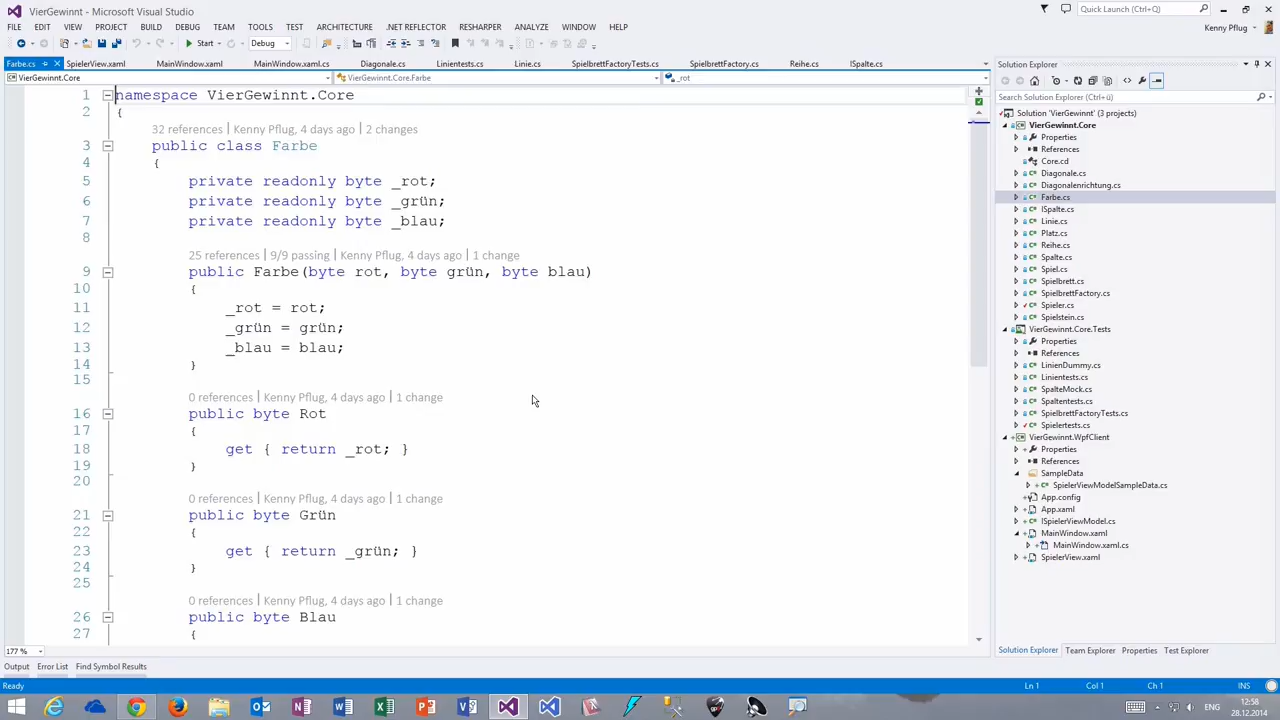 VierGewinnt - Microsoft Visual Studio
Quick Launch (Ctrl+Q)
FILE EDIT VIEW PROJECT BUILD DEBUG TEAM TOOLS TEST ARCHITECTURE .NET REFLECTOR RESHARPER ANALYZE WINDOW HELP
Kenny Pflug
Start
Debug
Farbe.cs SpielerView.xaml MainWindow.xaml MainWindow.xaml.cs Diagonale.cs Linientests.cs Linie.cs SpielbrettFactoryTests.cs SpielbrettFactory.cs Reihe.cs ISpalte.cs
VierGewinnt.Core VierGewinnt.Core.Farbe _rot
1 namespace VierGewinnt.Core
2 {
32 references | Kenny Pflug, 4 days ago | 2 changes
3 public class Farbe
4 {
5 private readonly byte _rot;
6 private readonly byte _grün;
7 private readonly byte _blau;
8
25 references | 9/9 passing | Kenny Pflug, 4 days ago | 1 change
9 public Farbe(byte rot, byte grün, byte blau)
10 {
11 _rot = rot;
12 _grün = grün;
13 _blau = blau;
14 }
15
0 references | Kenny Pflug, 4 days ago | 1 change
16 public byte Rot
17 {
18 get { return _rot; }
19 }
20
0 references | Kenny Pflug, 4 days ago | 1 change
21 public byte Grün
22 {
23 get { return _grün; }
24 }
25
0 references | Kenny Pflug, 4 days ago | 1 change
26 public byte Blau
27 {
177 %
Output Error List Find Symbol Results
Solution Explorer
Search Solution Explorer (Ctrl+ü)
Solution 'VierGewinnt' (3 projects)
VierGewinnt.Core
Properties
References
Core.cd
Diagonale.cs
Diagonalenrichtung.cs
Farbe.cs
ISpalte.cs
Linie.cs
Platz.cs
Reihe.cs
Spalte.cs
Spiel.cs
Spielbrett.cs
SpielbrettFactory.cs
Spieler.cs
Spielstein.cs
VierGewinnt.Core.Tests
Properties
References
LinienDummy.cs
Linientests.cs
SpalteMock.cs
Spaltentests.cs
SpielbrettFactoryTests.cs
Spielertests.cs
VierGewinnt.WpfClient
Properties
References
SampleData
SpielerViewModelSampleData.cs
App.config
App.xaml
ISpielerViewModel.cs
MainWindow.xaml
MainWindow.xaml.cs
SpielerView.xaml
Solution Explorer Team Explorer Properties Test Explorer
Ready Ln 1 Col 1 Ch 1 INS
ENG
12:58
28.12.2014